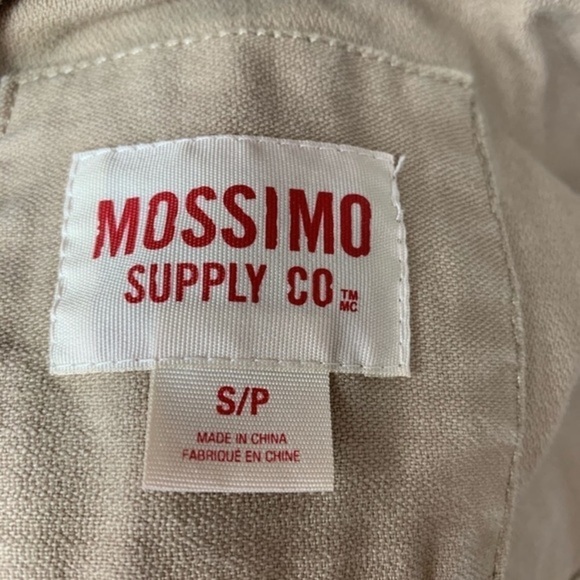 MOSSIMO
SUPPLY CO ™ MC
S/P
MADE IN CHINA
FABRIQUÉ EN CHINE